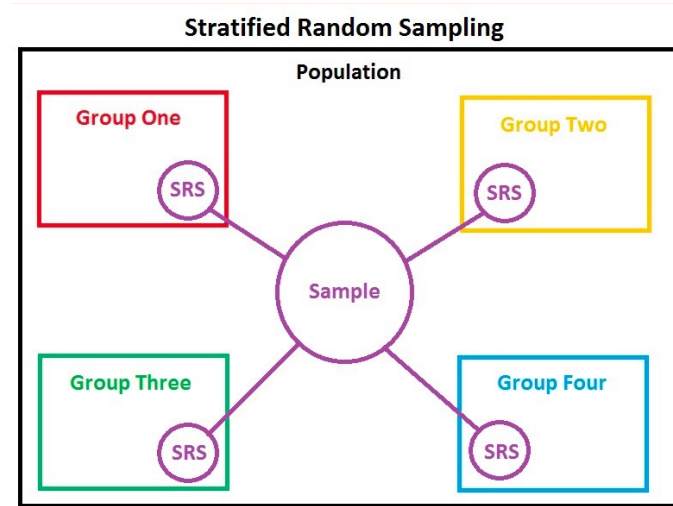 Stratified Random Sampling
Population
Group One
SRS
Group Two
SRS
Sample
Group Three
SRS
Group Four
SRS